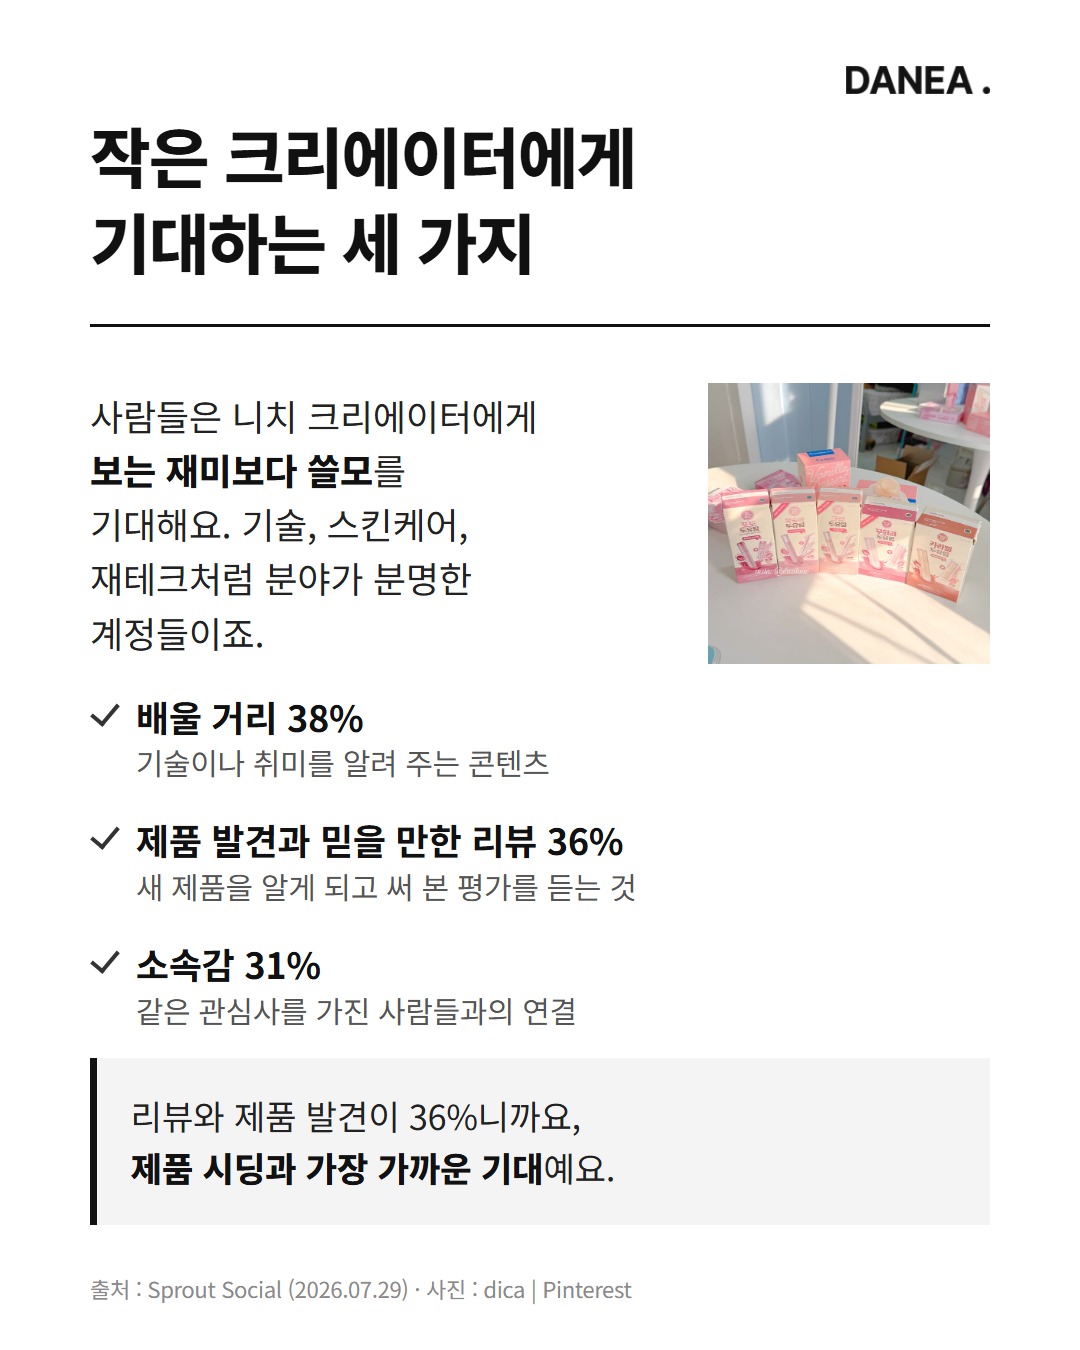 DANEA .
작은 크리에이터에게
기대하는 세 가지
사람들은 니치 크리에이터에게
보는 재미보다 쓸모를
기대해요. 기술, 스킨케어,
재테크처럼 분야가 분명한
계정들이죠.
배울 거리 38%
기술이나 취미를 알려 주는 콘텐츠
제품 발견과 믿을 만한 리뷰 36%
새 제품을 알게 되고 써 본 평가를 듣는 것
소속감 31%
같은 관심사를 가진 사람들과의 연결
리뷰와 제품 발견이 36%니까요,
제품 시딩과 가장 가까운 기대예요.
출처 : Sprout Social (2026.07.29) · 사진 : dica | Pinterest